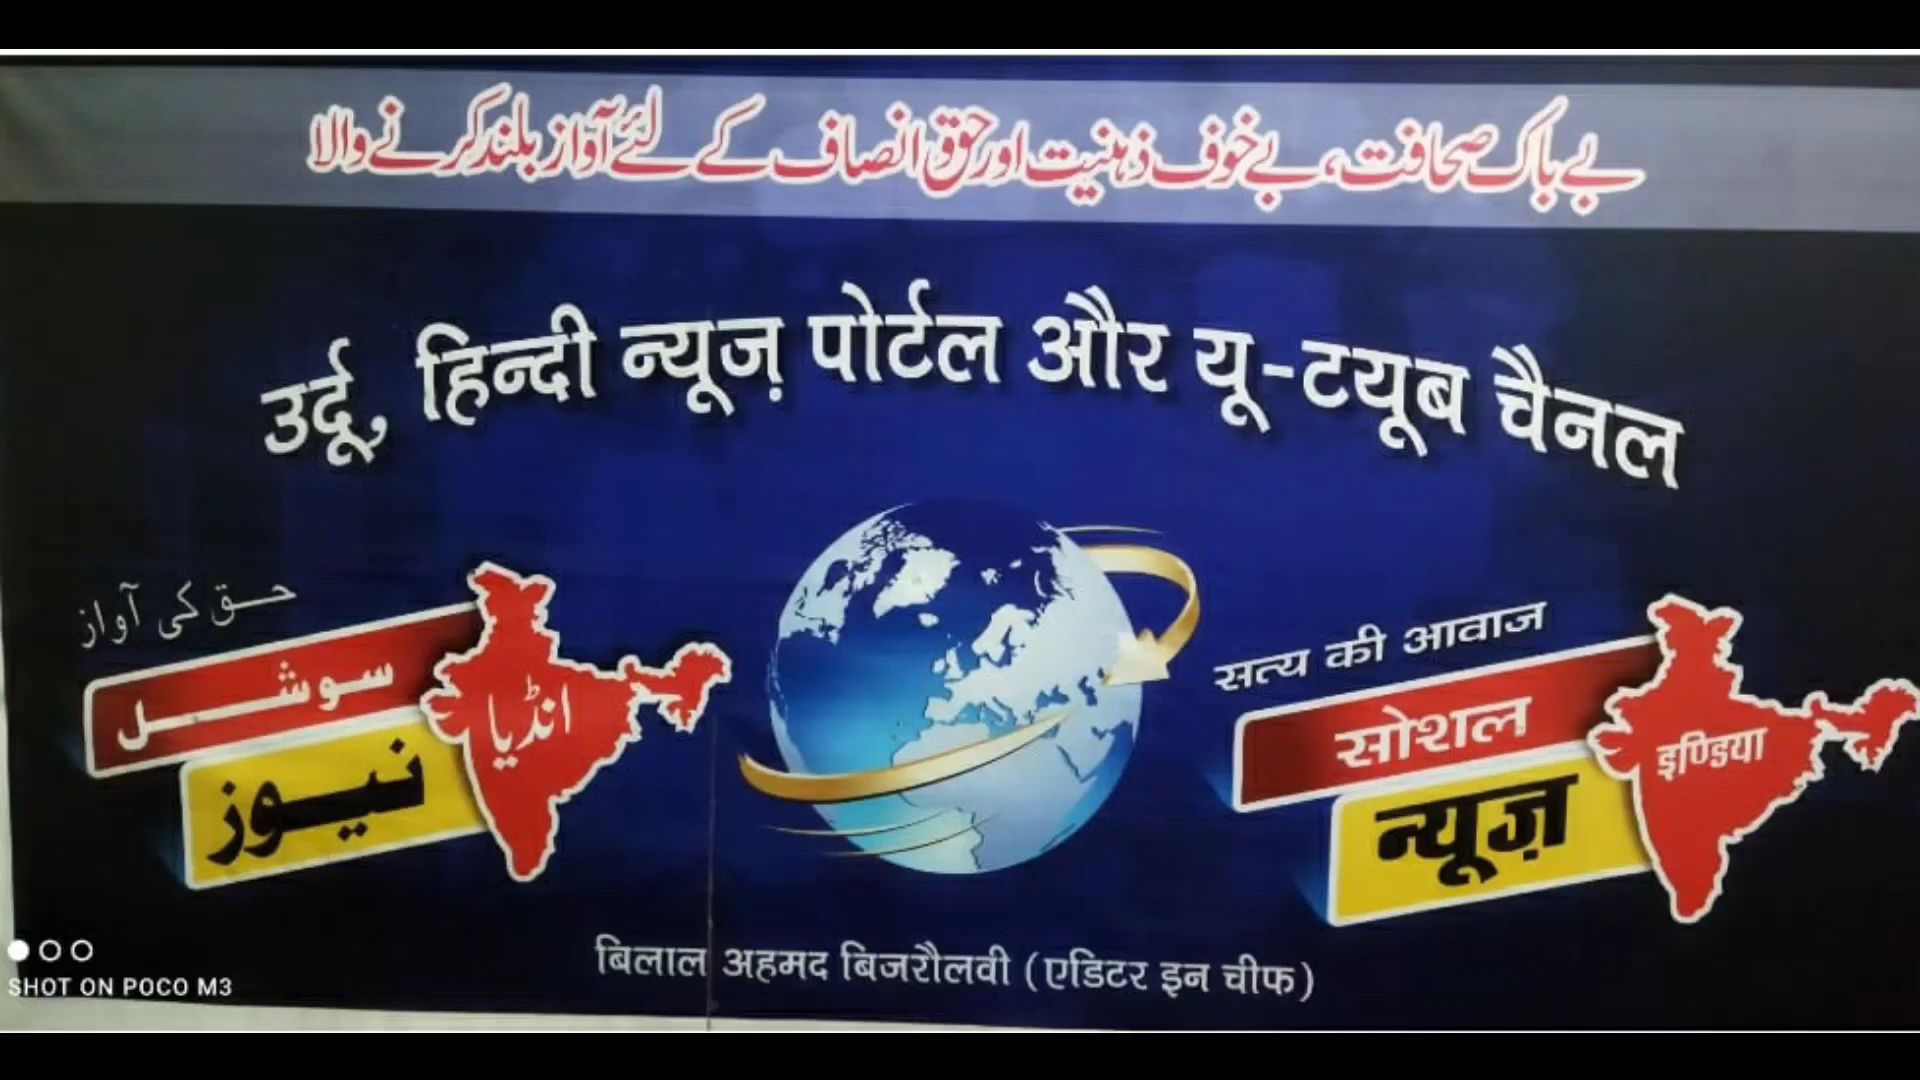 بے باک صحافت، بے خوف ذہنیت اور حق و انصاف کے لئے آواز بلند کرنے والا
उर्दू, हिन्दी न्यूज़ पोर्टल और यू-टयूब चैनल
حق کی آواز
سوشل
انڈیا
نیوز
सत्य की आवाज
सोशल
इण्डिया
न्यूज़
बिलाल अहमद बिजरौलवी (एडिटर इन चीफ)
SHOT ON POCO M3